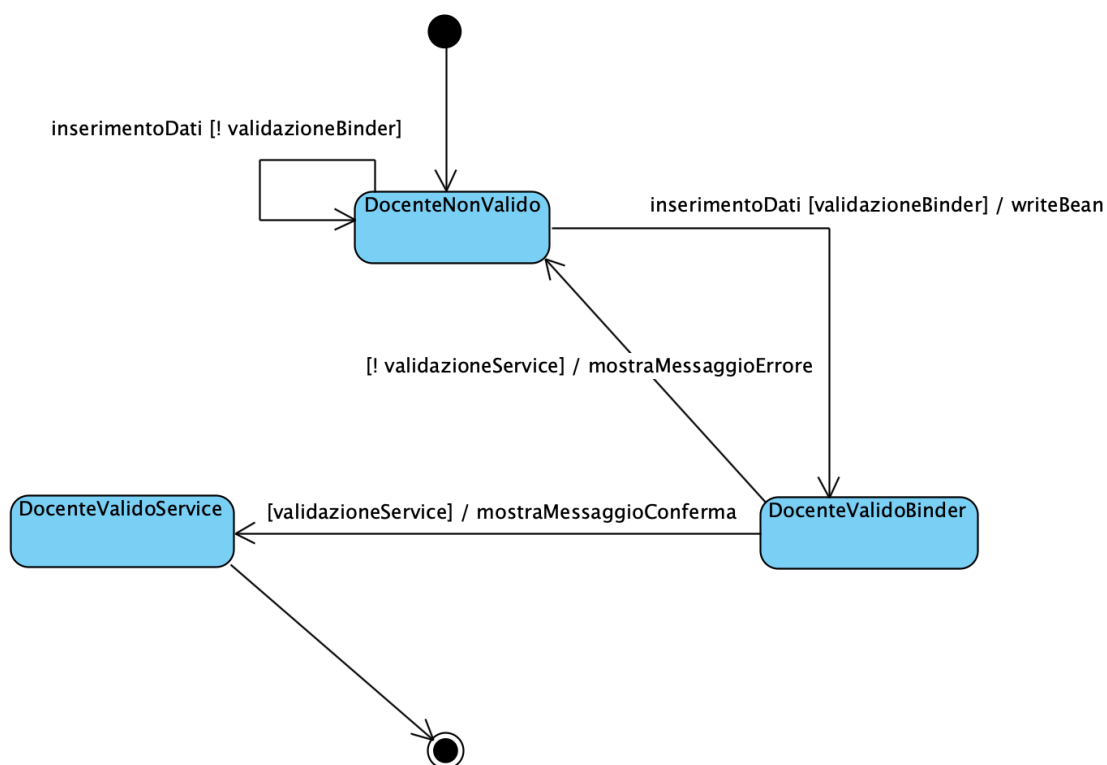 inserimentoDati [! validazioneBinder]
DocenteNonValido
inserimentoDati [validazioneBinder] / writeBean
[! validazioneService] / mostraMessaggioErrore
DocenteValidoService
[validazioneService] / mostraMessaggioConferma
DocenteValidoBinder